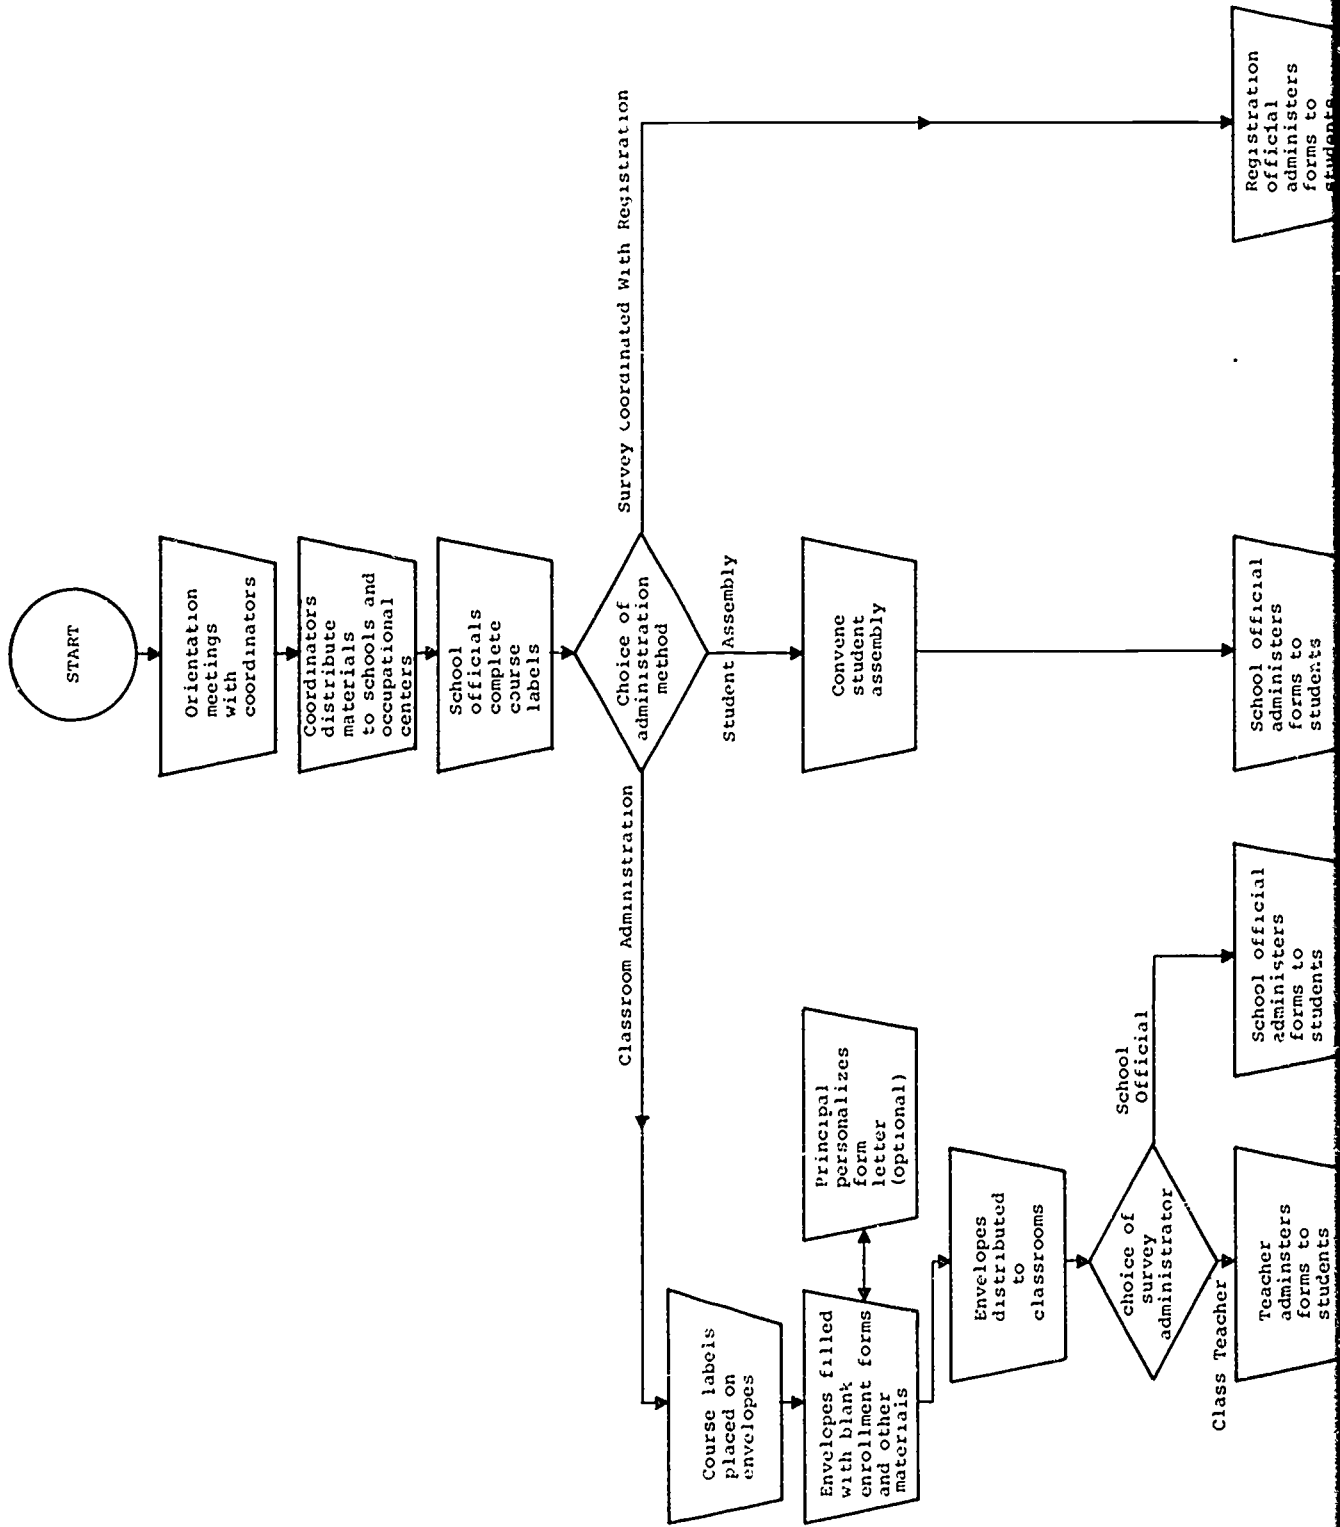 START
Orientation
meetings
with
coordinators
Coordinators
distribute
materials
to schools and
occupational
centers
School
officials
complete
course
labels
Choice of
administration
method
Survey Coordinated With Registration
Student Assembly
Classroom Administration
Convene
student
assembly
Course labels
placed on
envelopes
Envelopes filled
with blank
enrollment forms
and other
materials
Principal
personalizes
form
letter
(optional)
Envelopes
distributed
to
classrooms
choice of
survey
administrator
School
Official
Class Teacher
Teacher
adminsters
forms to
students
School official
administers
forms to
students
School official
administers
forms to
students
Registration
official
administers
forms to
students